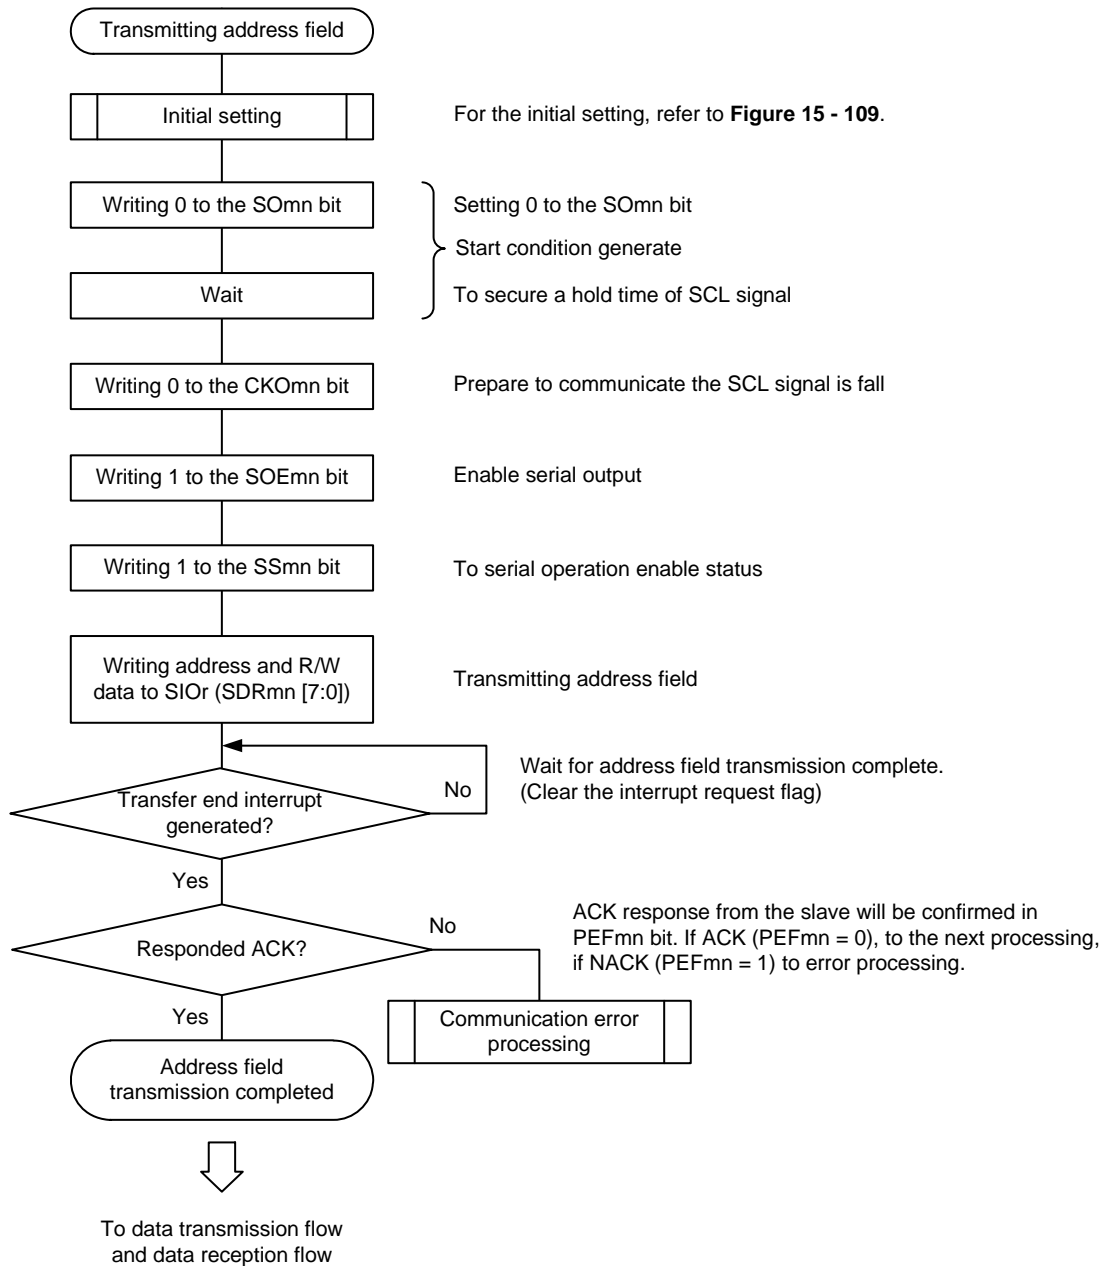 Transmitting address field
Initial setting
For the initial setting, refer to Figure 15 - 109.
Writing 0 to the SOmn bit
Setting 0 to the SOmn bit
Start condition generate
Wait
To secure a hold time of SCL signal
Writing 0 to the CKOmn bit
Prepare to communicate the SCL signal is fall
Writing 1 to the SOEmn bit
Enable serial output
Writing 1 to the SSmn bit
To serial operation enable status
Writing address and R/W
data to SIOr (SDRmn [7:0])
Transmitting address field
Transfer end interrupt
generated?
No
Wait for address field transmission complete.
(Clear the interrupt request flag)
Yes
Responded ACK?
No
ACK response from the slave will be confirmed in
PEFmn bit. If ACK (PEFmn = 0), to the next processing,
if NACK (PEFmn = 1) to error processing.
Yes
Communication error
processing
Address field
transmission completed
To data transmission flow
and data reception flow